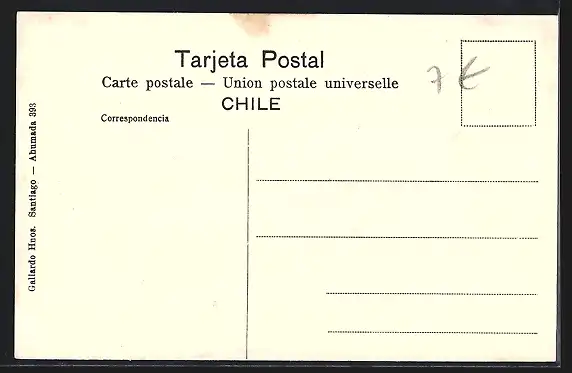 Tarjeta Postal
Carte postale — Union postale universelle
CHILE
Correspondencia
7 €
Gallardo Hnos. Santiago — Ahumada 393